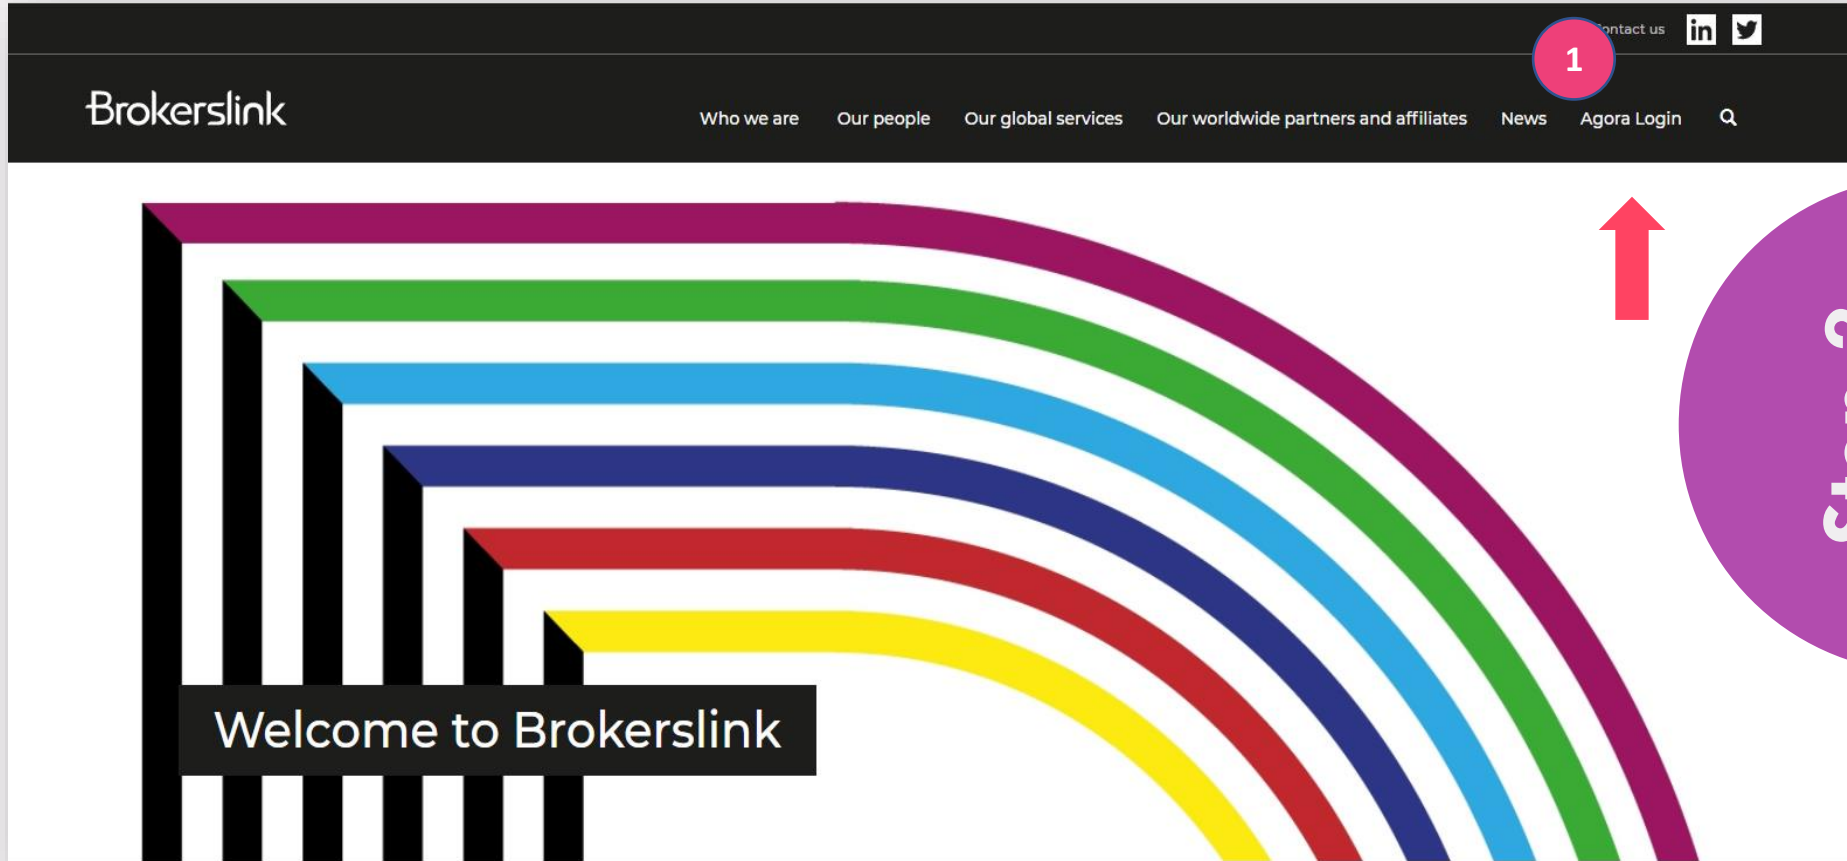 ontact us
in
1
Brokerslink
Who we are Our people Our global services Our worldwide partners and affiliates News Agora Login
Welcome to Brokerslink